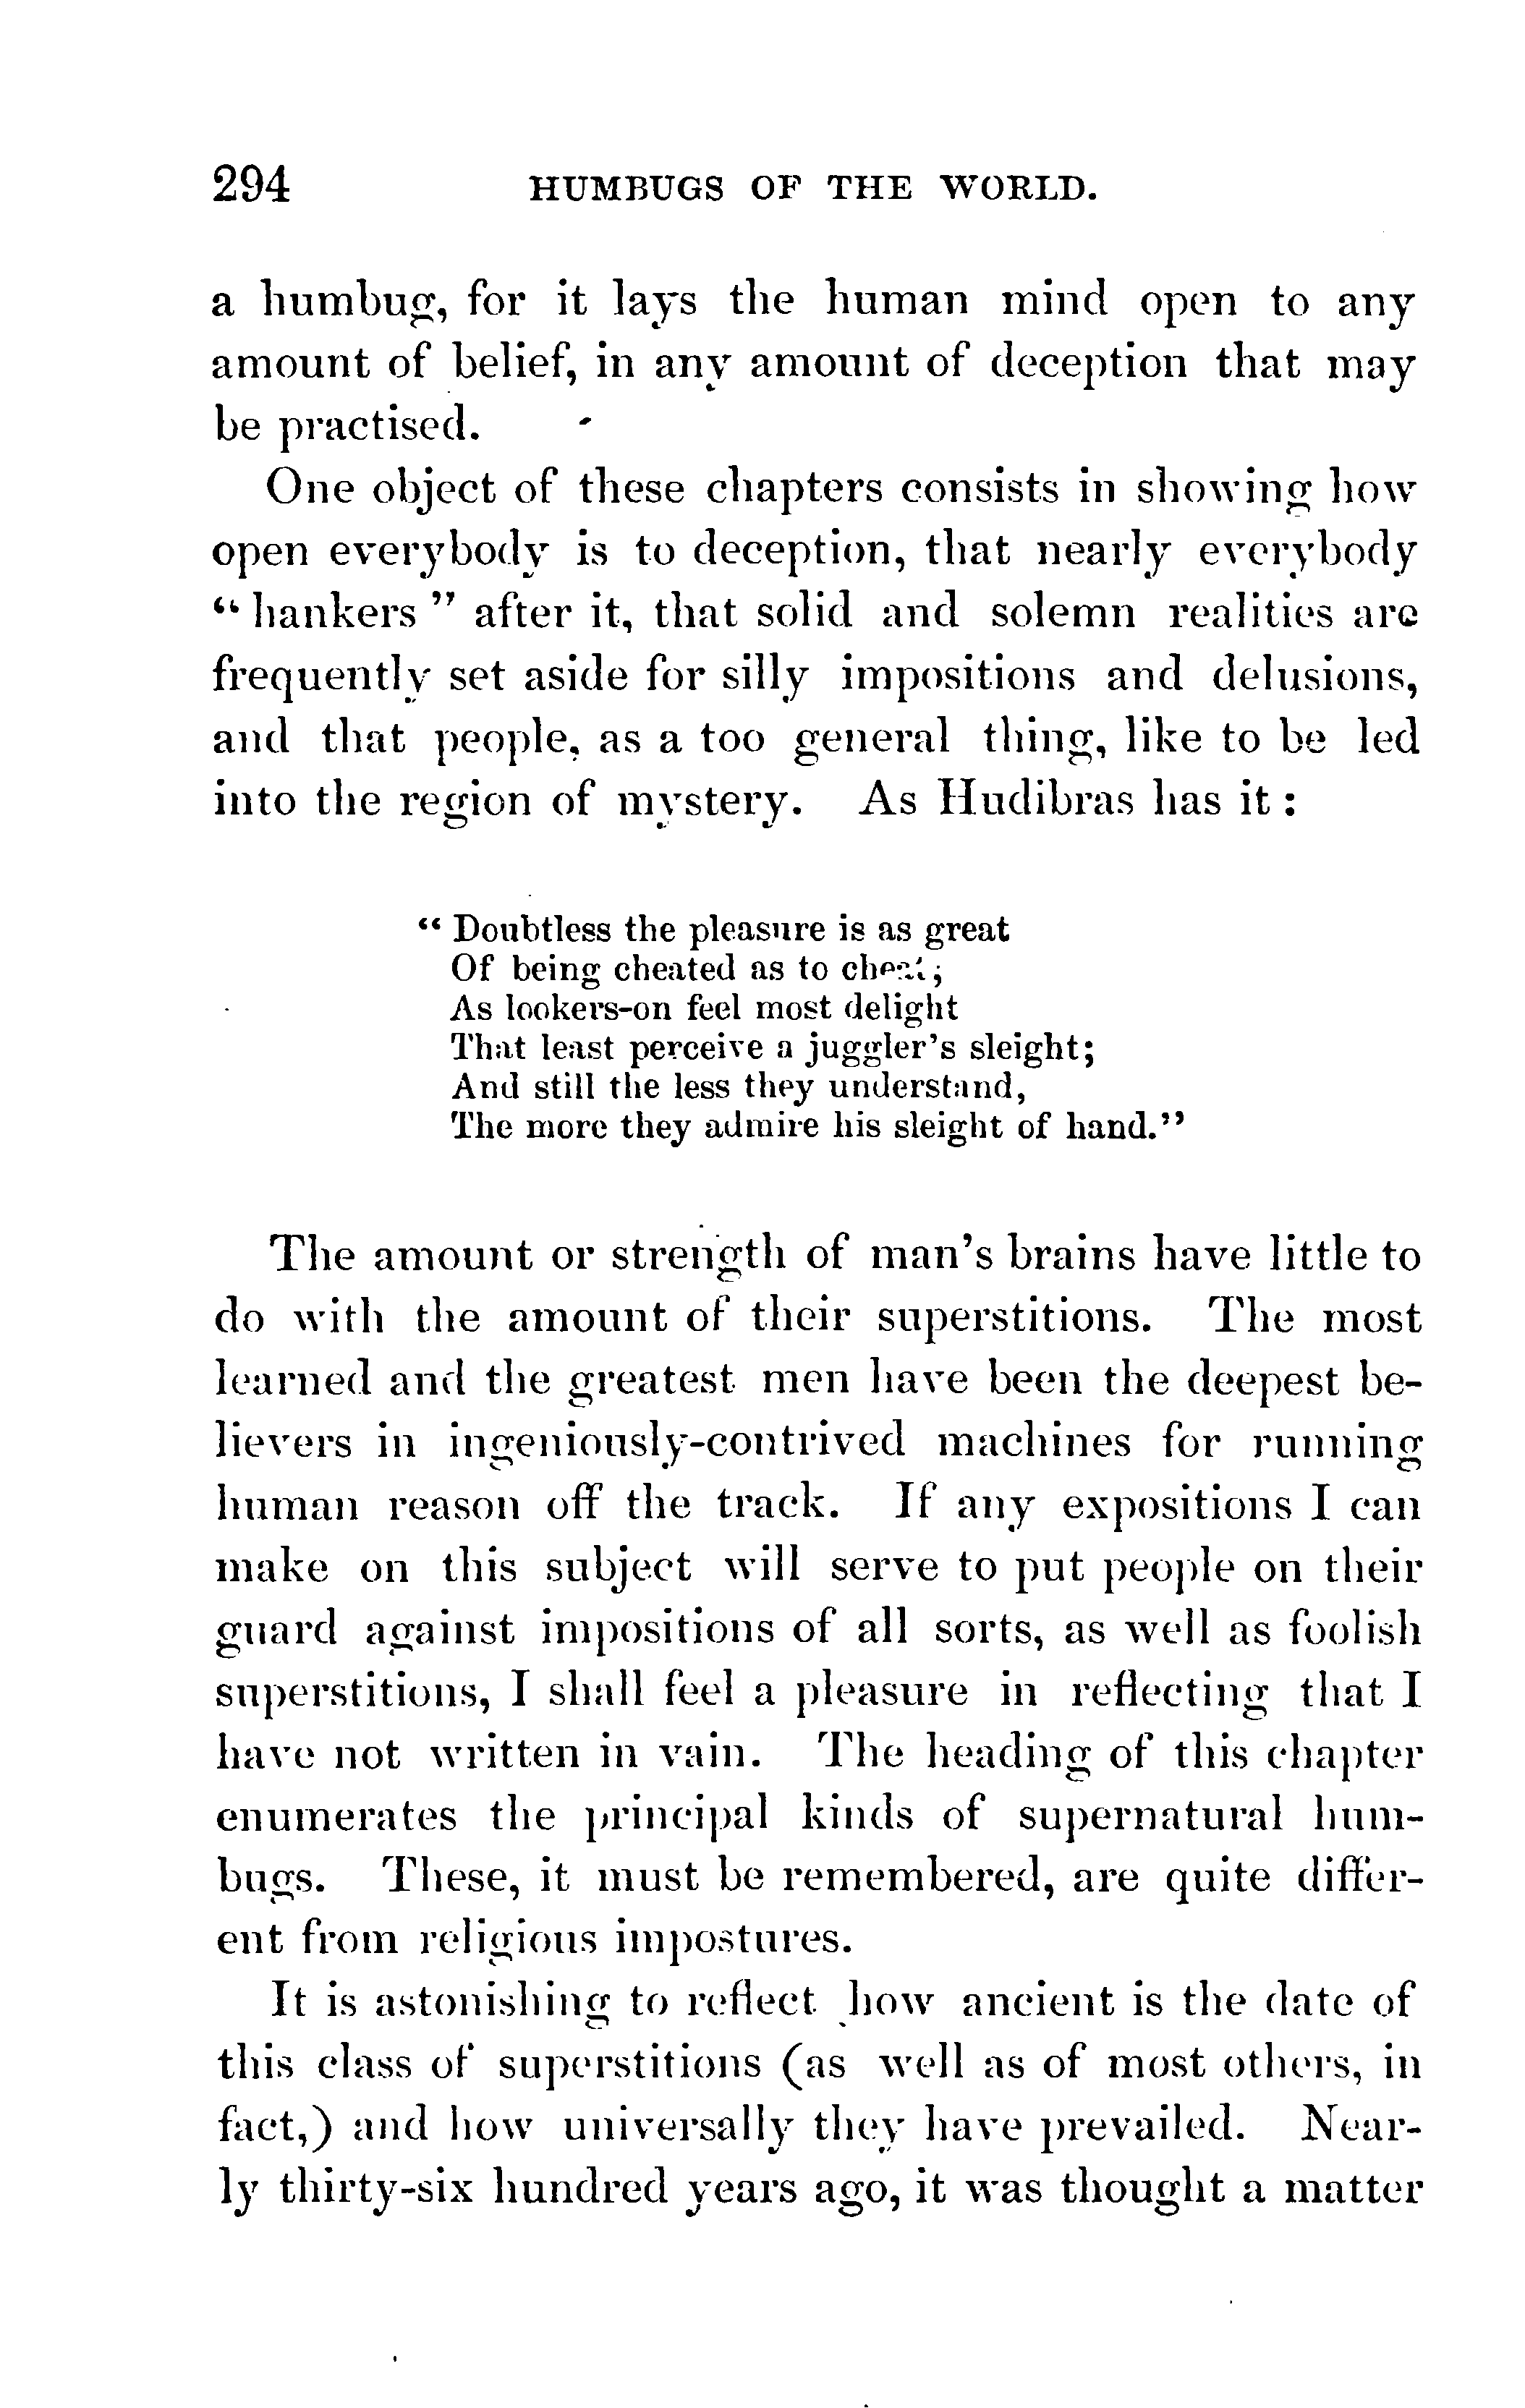 294 HUMBUGS OF THE WORLD.
a humbug, for it lays the human mind open to any
amount of belief, in any amount of deception that may
be practised.
One object of these chapters consists in showing how
open everybody is to deception, that nearly everybody
“hankers” after it, that solid and solemn realities are
frequently set aside for silly impositions and delusions,
and that people, as a too general thing, like to be led
into the region of mystery. As Hudibras has it:
“Doubtless the pleasure is as great
Of being cheated as to cheat;
As lookers-on feel most delight
That least perceive a juggler’s sleight;
And still the less they understand,
The more they admire his sleight of hand.”
The amount or strength of man’s brains have little to
do with the amount of their superstitions. The most
learned and the greatest men have been the deepest be-
lievers in ingeniously-contrived machines for running
human reason off the track. If any expositions I can
make on this subject will serve to put people on their
guard against impositions of all sorts, as well as foolish
superstitions, I shall feel a pleasure in reflecting that I
have not written in vain. The heading of this chapter
enumerates the principal kinds of supernatural hum-
bugs. These, it must be remembered, are quite differ-
ent from religious impostures.
It is astonishing to reflect how ancient is the date of
this class of superstitions (as well as of most others, in
fact,) and how universally they have prevailed. Near-
ly thirty-six hundred years ago, it was thought a matter